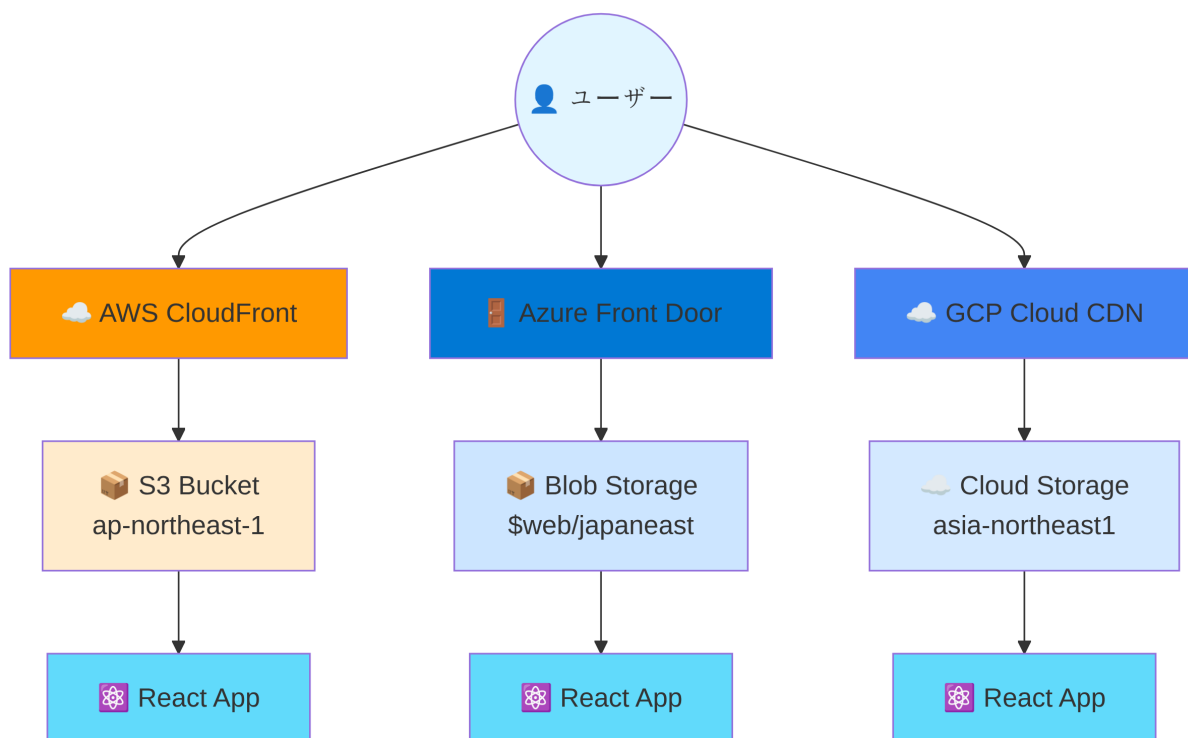 👤 ユーザー
☁️ AWS CloudFront
🚪 Azure Front Door
☁️ GCP Cloud CDN
📦 S3 Bucket
ap-northeast-1
📦 Blob Storage
$web/japaneast
☁️ Cloud Storage
asia-northeast1
⚛️ React App
⚛️ React App
⚛️ React App